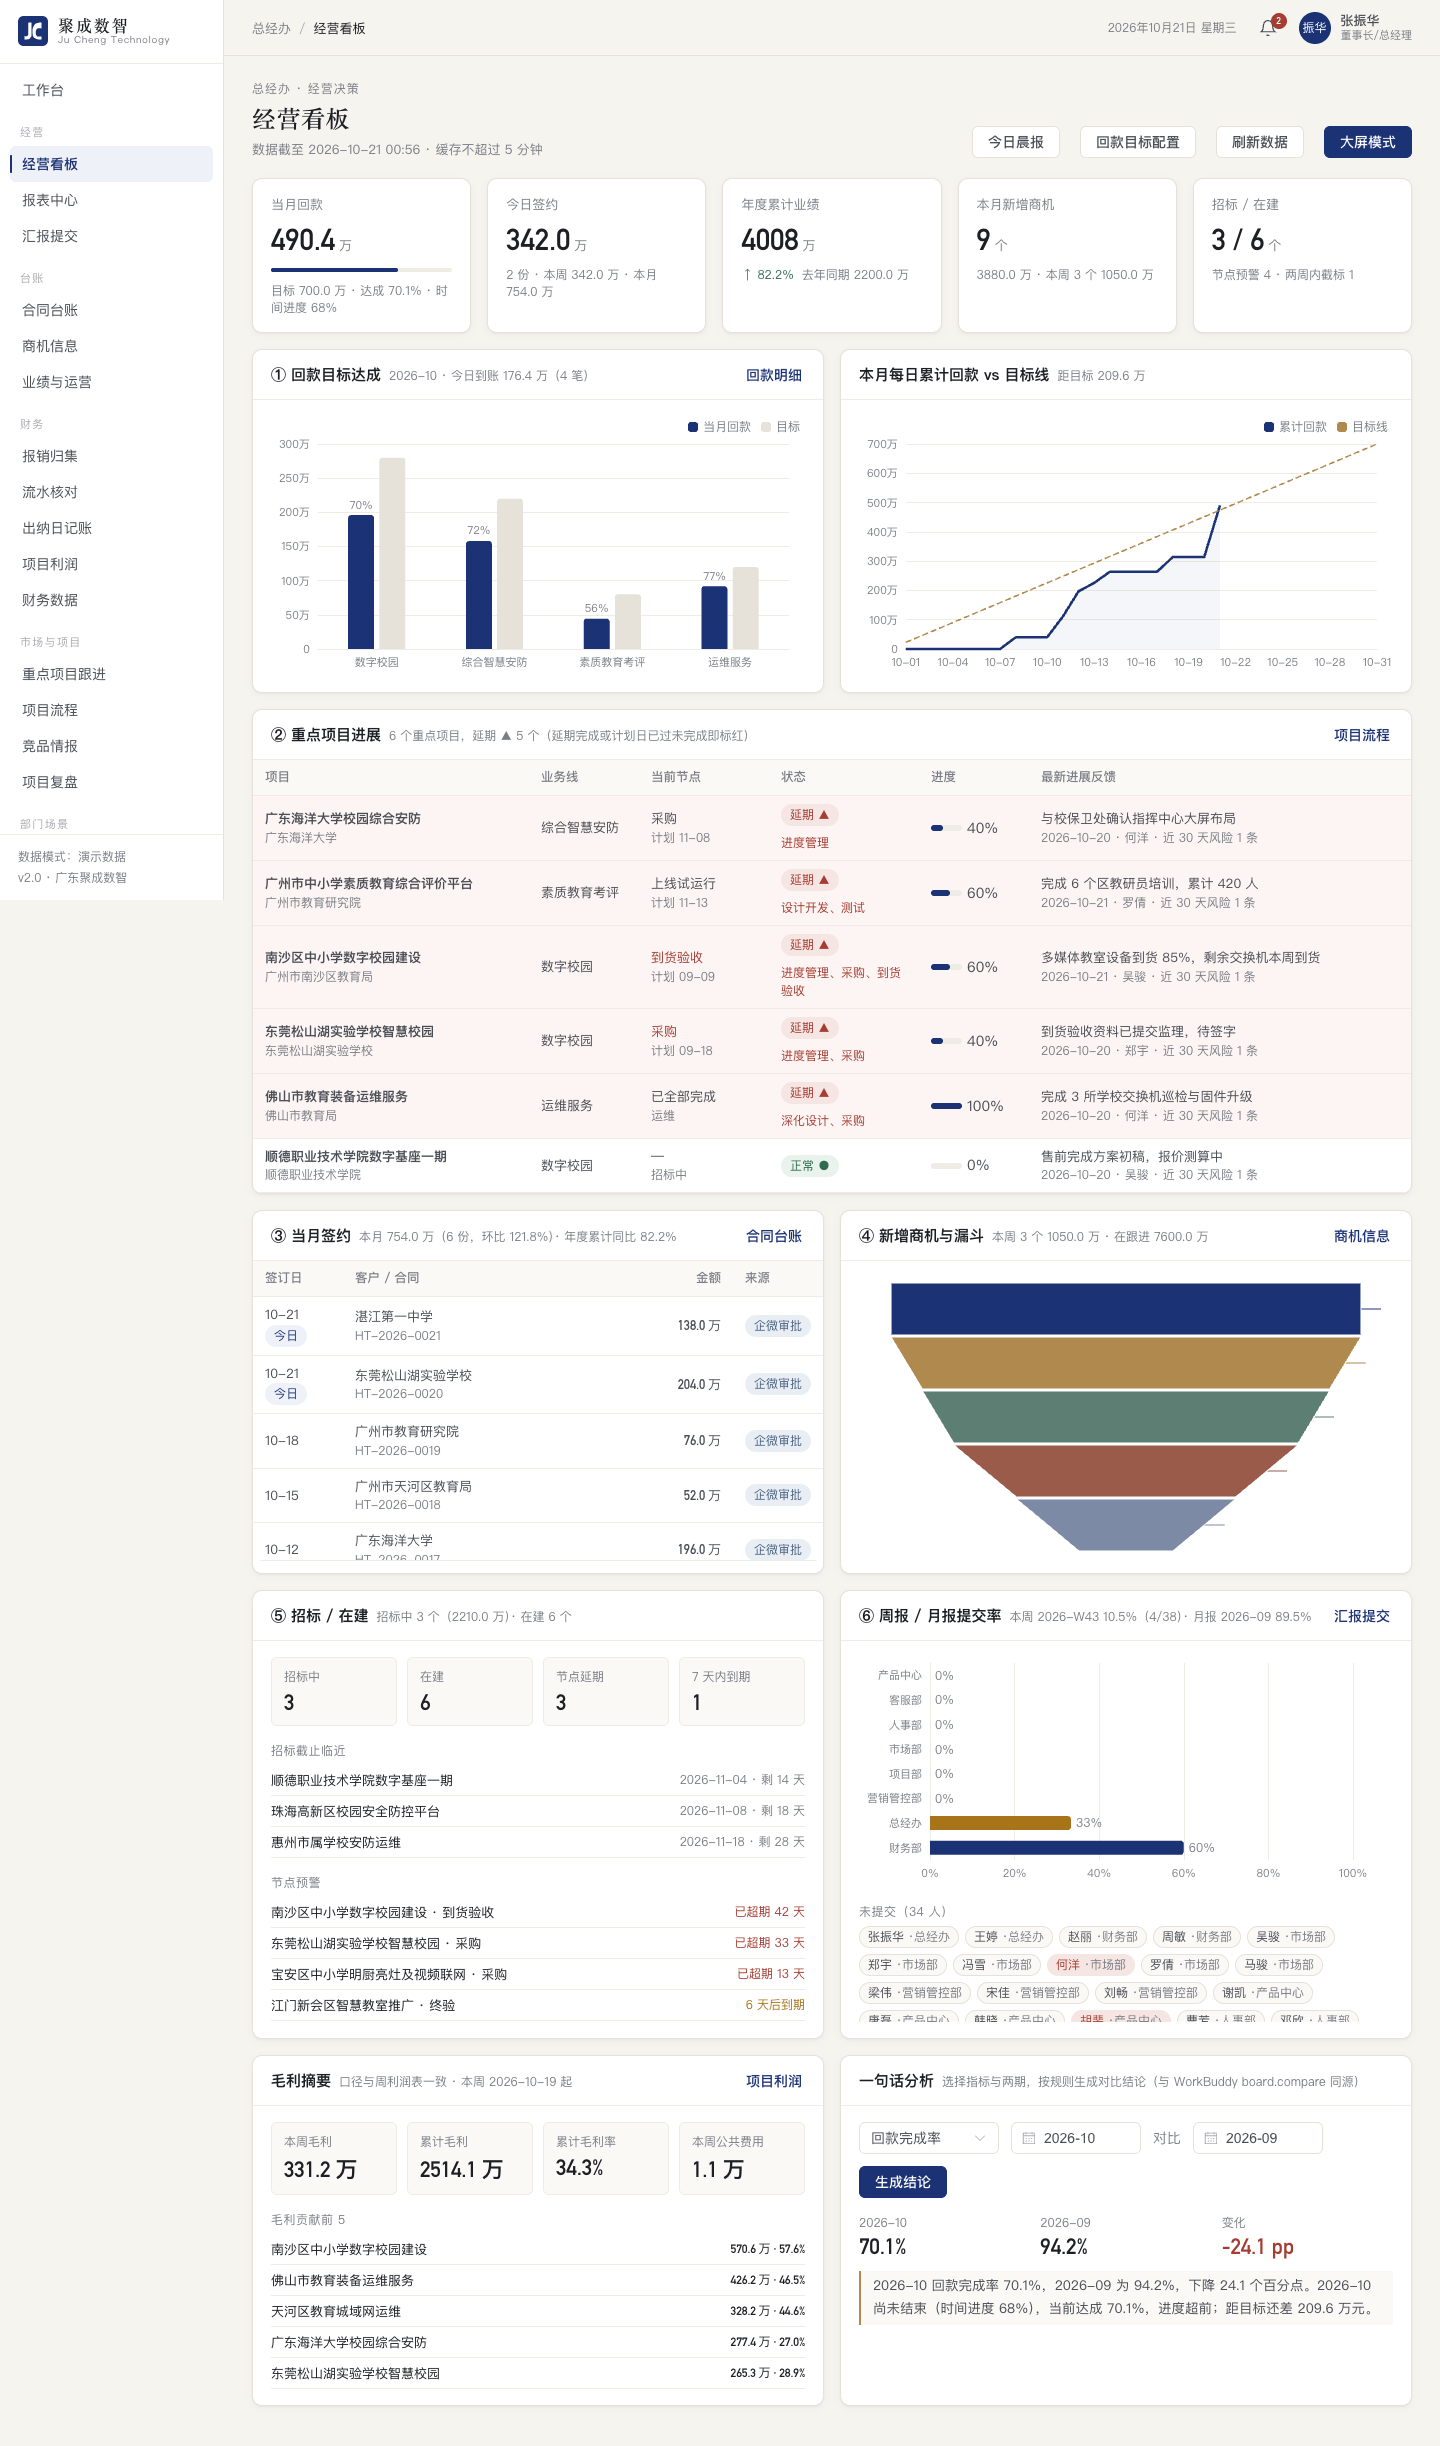 聚成数智
Ju Cheng Technology
总经办 / 经营看板
2026年10月21日 星期三
2
振华
张振华
董事长/总经理
工作台
经营
经营看板
报表中心
汇报提交
台账
合同台账
商机信息
业绩与运营
财务
报销归集
流水核对
出纳日记账
项目利润
财务数据
市场与项目
重点项目跟进
项目流程
竞品情报
项目复盘
部门场景
数据模式：演示数据
v2.0 · 广东聚成数智
总经办 · 经营决策
经营看板
数据截至 2026-10-21 00:56 · 缓存不超过 5 分钟
今日晨报
回款目标配置
刷新数据
大屏模式
当月回款
490.4 万
目标 700.0 万 · 达成 70.1% · 时
间进度 68%
今日签约
342.0 万
2 份 · 本周 342.0 万 · 本月
754.0 万
年度累计业绩
4008 万
↑ 82.2% 去年同期 2200.0 万
本月新增商机
9 个
3880.0 万 · 本周 3 个 1050.0 万
招标 / 在建
3 / 6 个
节点预警 4 · 两周内截标 1
① 回款目标达成 2026-10 · 今日到账 176.4 万（4 笔）
回款明细
当月回款 目标
300万
250万
200万
150万
100万
50万
0
70%
72%
56%
77%
数字校园 综合智慧安防 素质教育考评 运维服务
本月每日累计回款 vs 目标线 距目标 209.6 万
累计回款 目标线
700万
600万
500万
400万
300万
200万
100万
0
10-01 10-04 10-07 10-10 10-13 10-16 10-19 10-22 10-25 10-28 10-31
② 重点项目进展 6 个重点项目，延期 ▲ 5 个（延期完成或计划日已过未完成即标红）
项目流程
项目 业务线 当前节点 状态 进度 最新进展反馈
广东海洋大学校园综合安防
广东海洋大学
综合智慧安防
采购
计划 11-08
延期 ▲
进度管理
40%
与校保卫处确认指挥中心大屏布局
2026-10-20 · 何洋 · 近 30 天风险 1 条
广州市中小学素质教育综合评价平台
广州市教育研究院
素质教育考评
上线试运行
计划 11-13
延期 ▲
设计开发、测试
60%
完成 6 个区教研员培训，累计 420 人
2026-10-21 · 罗倩 · 近 30 天风险 1 条
南沙区中小学数字校园建设
广州市南沙区教育局
数字校园
到货验收
计划 09-09
延期 ▲
进度管理、采购、到货
验收
60%
多媒体教室设备到货 85%，剩余交换机本周到货
2026-10-21 · 吴骏 · 近 30 天风险 1 条
东莞松山湖实验学校智慧校园
东莞松山湖实验学校
数字校园
采购
计划 09-18
延期 ▲
进度管理、采购
40%
到货验收资料已提交监理，待签字
2026-10-20 · 郑宇 · 近 30 天风险 1 条
佛山市教育装备运维服务
佛山市教育局
运维服务
已全部完成
运维
延期 ▲
深化设计、采购
100%
完成 3 所学校交换机巡检与固件升级
2026-10-20 · 何洋 · 近 30 天风险 1 条
顺德职业技术学院数字基座一期
顺德职业技术学院
数字校园
—
招标中
正常 ●
0%
售前完成方案初稿，报价测算中
2026-10-20 · 吴骏 · 近 30 天风险 1 条
③ 当月签约 本月 754.0 万（6 份，环比 121.8%）· 年度累计同比 82.2%
合同台账
签订日 客户 / 合同 金额 来源
10-21
今日
湛江第一中学
HT-2026-0021
138.0 万
企微审批
10-21
今日
东莞松山湖实验学校
HT-2026-0020
204.0 万
企微审批
10-18
广州市教育研究院
HT-2026-0019
76.0 万
企微审批
10-15
广州市天河区教育局
HT-2026-0018
52.0 万
企微审批
10-12
广东海洋大学
HT-2026-0017
196.0 万
企微审批
④ 新增商机与漏斗 本周 3 个 1050.0 万 · 在跟进 7600.0 万
商机信息
⑤ 招标 / 在建 招标中 3 个（2210.0 万）· 在建 6 个
招标中
3
在建
6
节点延期
3
7 天内到期
1
招标截止临近
顺德职业技术学院数字基座一期 2026-11-04 · 剩 14 天
珠海高新区校园安全防控平台 2026-11-08 · 剩 18 天
惠州市属学校安防运维 2026-11-18 · 剩 28 天
节点预警
南沙区中小学数字校园建设 · 到货验收 已超期 42 天
东莞松山湖实验学校智慧校园 · 采购 已超期 33 天
宝安区中小学明厨亮灶及视频联网 · 采购 已超期 13 天
江门新会区智慧教室推广 · 终验 6 天后到期
⑥ 周报 / 月报提交率 本周 2026-W43 10.5%（4/38）· 月报 2026-09 89.5%
汇报提交
产品中心 0%
客服部 0%
人事部 0%
市场部 0%
项目部 0%
营销管控部 0%
总经办 33%
财务部 60%
0% 20% 40% 60% 80% 100%
未提交（34 人）
张振华 ·总经办 王婷 ·总经办 赵丽 ·财务部 周敏 ·财务部 吴骏 ·市场部
郑宇 ·市场部 冯雪 ·市场部 何洋 ·市场部 罗倩 ·市场部 马骏 ·市场部
梁伟 ·营销管控部 宋佳 ·营销管控部 刘畅 ·营销管控部 谢凯 ·产品中心
唐磊 ·产品中心 韩晓 ·产品中心 ·产品中心 曹芳 ·人事部 邓欣 ·人事部
毛利摘要 口径与周利润表一致 · 本周 2026-10-19 起
项目利润
本周毛利
331.2 万
累计毛利
2514.1 万
累计毛利率
34.3%
本周公共费用
1.1 万
毛利贡献前 5
南沙区中小学数字校园建设 570.6 万 · 57.6%
佛山市教育装备运维服务 426.2 万 · 46.5%
天河区教育城域网运维 328.2 万 · 44.6%
广东海洋大学校园综合安防 277.4 万 · 27.0%
东莞松山湖实验学校智慧校园 265.3 万 · 28.9%
一句话分析 选择指标与两期，按规则生成对比结论（与 WorkBuddy board.compare 同源）
回款完成率 2026-10 对比 2026-09
生成结论
2026-10
70.1%
2026-09
94.2%
变化
-24.1 pp
2026-10 回款完成率 70.1%，2026-09 为 94.2%，下降 24.1 个百分点。2026-10
尚未结束（时间进度 68%），当前达成 70.1%，进度超前；距目标还差 209.6 万元。